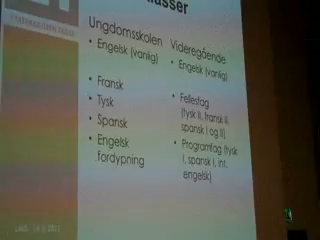 klasser
Ungdomsskolen
• Engelsk (vanlig)
• Fransk
• Tysk
• Spansk
• Engelsk
fordypning
Videregående
• Engelsk (vanlig)
• Fellesfag
(tysk II, fransk II,
spansk I og II)
• Programfag (tysk
I, spansk I, int.
engelsk)